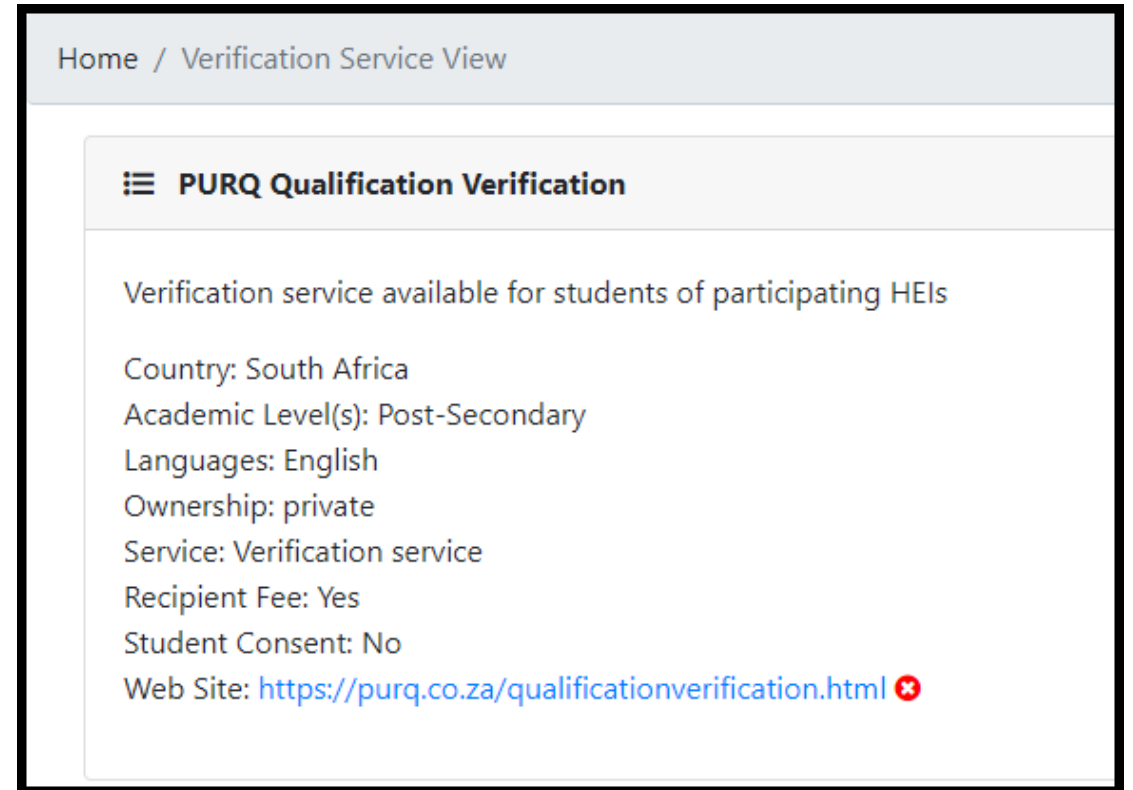 Home / Verification Service View
PURQ Qualification Verification
Verification service available for students of participating HEIs
Country: South Africa
Academic Level(s): Post-Secondary
Languages: English
Ownership: private
Service: Verification service
Recipient Fee: Yes
Student Consent: No
Web Site: https://purq.co.za/qualificationverification.html